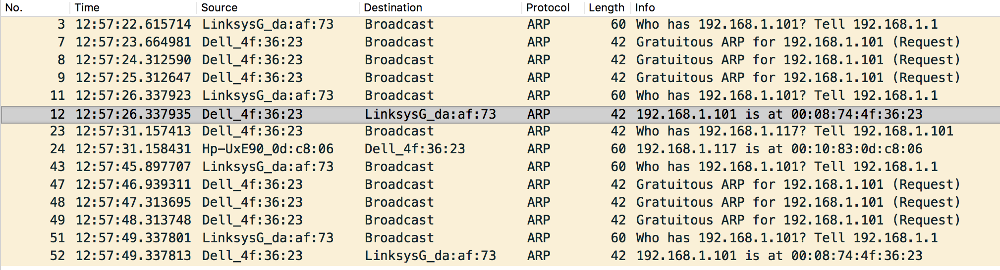 No. Time Source Destination Protocol Length Info
3 12:57:22.615714 LinksysG_da:af:73 Broadcast ARP 60 Who has 192.168.1.101? Tell 192.168.1.1
7 12:57:23.664981 Dell_4f:36:23 Broadcast ARP 42 Gratuitous ARP for 192.168.1.101 (Request)
8 12:57:24.312590 Dell_4f:36:23 Broadcast ARP 42 Gratuitous ARP for 192.168.1.101 (Request)
9 12:57:25.312647 Dell_4f:36:23 Broadcast ARP 42 Gratuitous ARP for 192.168.1.101 (Request)
11 12:57:26.337923 LinksysG_da:af:73 Broadcast ARP 60 Who has 192.168.1.101? Tell 192.168.1.1
12 12:57:26.337935 Dell_4f:36:23 LinksysG_da:af:73 ARP 42 192.168.1.101 is at 00:08:74:4f:36:23
23 12:57:31.157413 Dell_4f:36:23 Broadcast ARP 42 Who has 192.168.1.117? Tell 192.168.1.101
24 12:57:31.158431 Hp-UxE90_0d:c8:06 Dell_4f:36:23 ARP 60 192.168.1.117 is at 00:10:83:0d:c8:06
43 12:57:45.897707 LinksysG_da:af:73 Broadcast ARP 60 Who has 192.168.1.101? Tell 192.168.1.1
47 12:57:46.939311 Dell_4f:36:23 Broadcast ARP 42 Gratuitous ARP for 192.168.1.101 (Request)
48 12:57:47.313695 Dell_4f:36:23 Broadcast ARP 42 Gratuitous ARP for 192.168.1.101 (Request)
49 12:57:48.313748 Dell_4f:36:23 Broadcast ARP 42 Gratuitous ARP for 192.168.1.101 (Request)
51 12:57:49.337801 LinksysG_da:af:73 Broadcast ARP 60 Who has 192.168.1.101? Tell 192.168.1.1
52 12:57:49.337813 Dell_4f:36:23 LinksysG_da:af:73 ARP 42 192.168.1.101 is at 00:08:74:4f:36:23